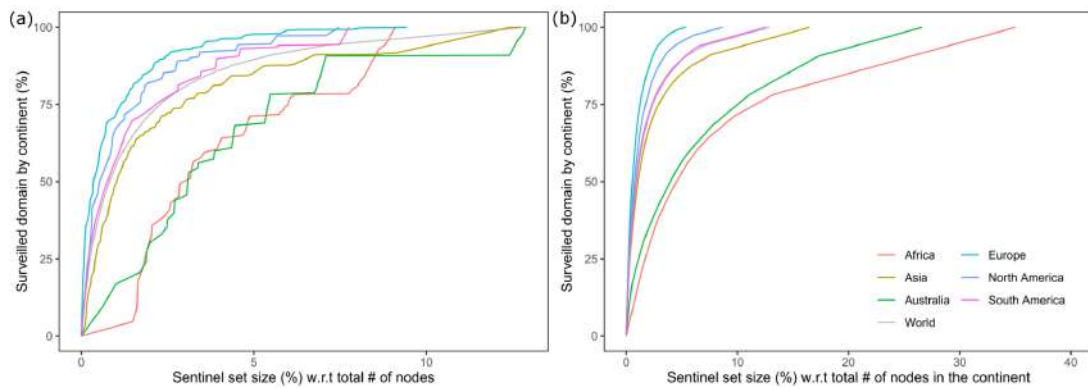 (a)
Surveilled domain by continent (%)
100
75
50
25
0
0 5 10
Sentinel set size (%) w.r.t total # of nodes
(b)
Surveilled domain by continent (%)
100
75
50
25
0
Africa Europe
Asia North America
Australia South America
World
0 10 20 30 40
Sentinel set size (%) w.r.t total # of nodes in the continent